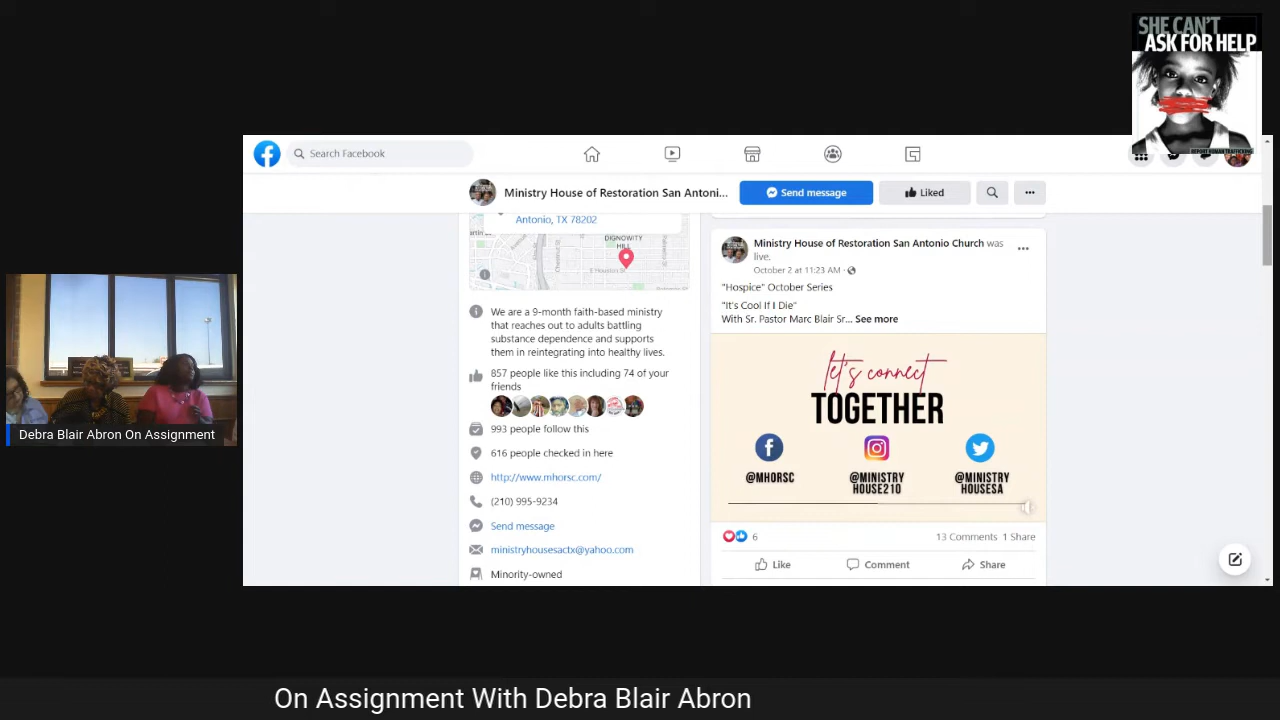 SHE CAN'T
ASK FOR HELP
REPORT HUMAN TRAFFICKING
Search Facebook
Ministry House of Restoration San Antoni...
Send message
Liked
Antonio, TX 78202
DIGNOWITY
HILL
E Houston St
Chestnut St
We are a 9-month faith-based ministry
that reaches out to adults battling
substance dependence and supports
them in reintegrating into healthy lives.
857 people like this including 74 of your
friends
993 people follow this
616 people checked in here
http://www.mhorsc.com/
(210) 995-9234
Send message
ministryhousesactx@yahoo.com
Minority-owned
Ministry House of Restoration San Antonio Church was
live.
October 2 at 11:23 AM ·
"Hospice" October Series
"It's Cool If I Die"
With Sr. Pastor Marc Blair Sr... See more
let's connect
TOGETHER
@MHORSC
@MINISTRY
HOUSE210
@MINISTRY
HOUSESA
6
13 Comments 1 Share
Like
Comment
Share
Debra Blair Abron On Assignment
On Assignment With Debra Blair Abron